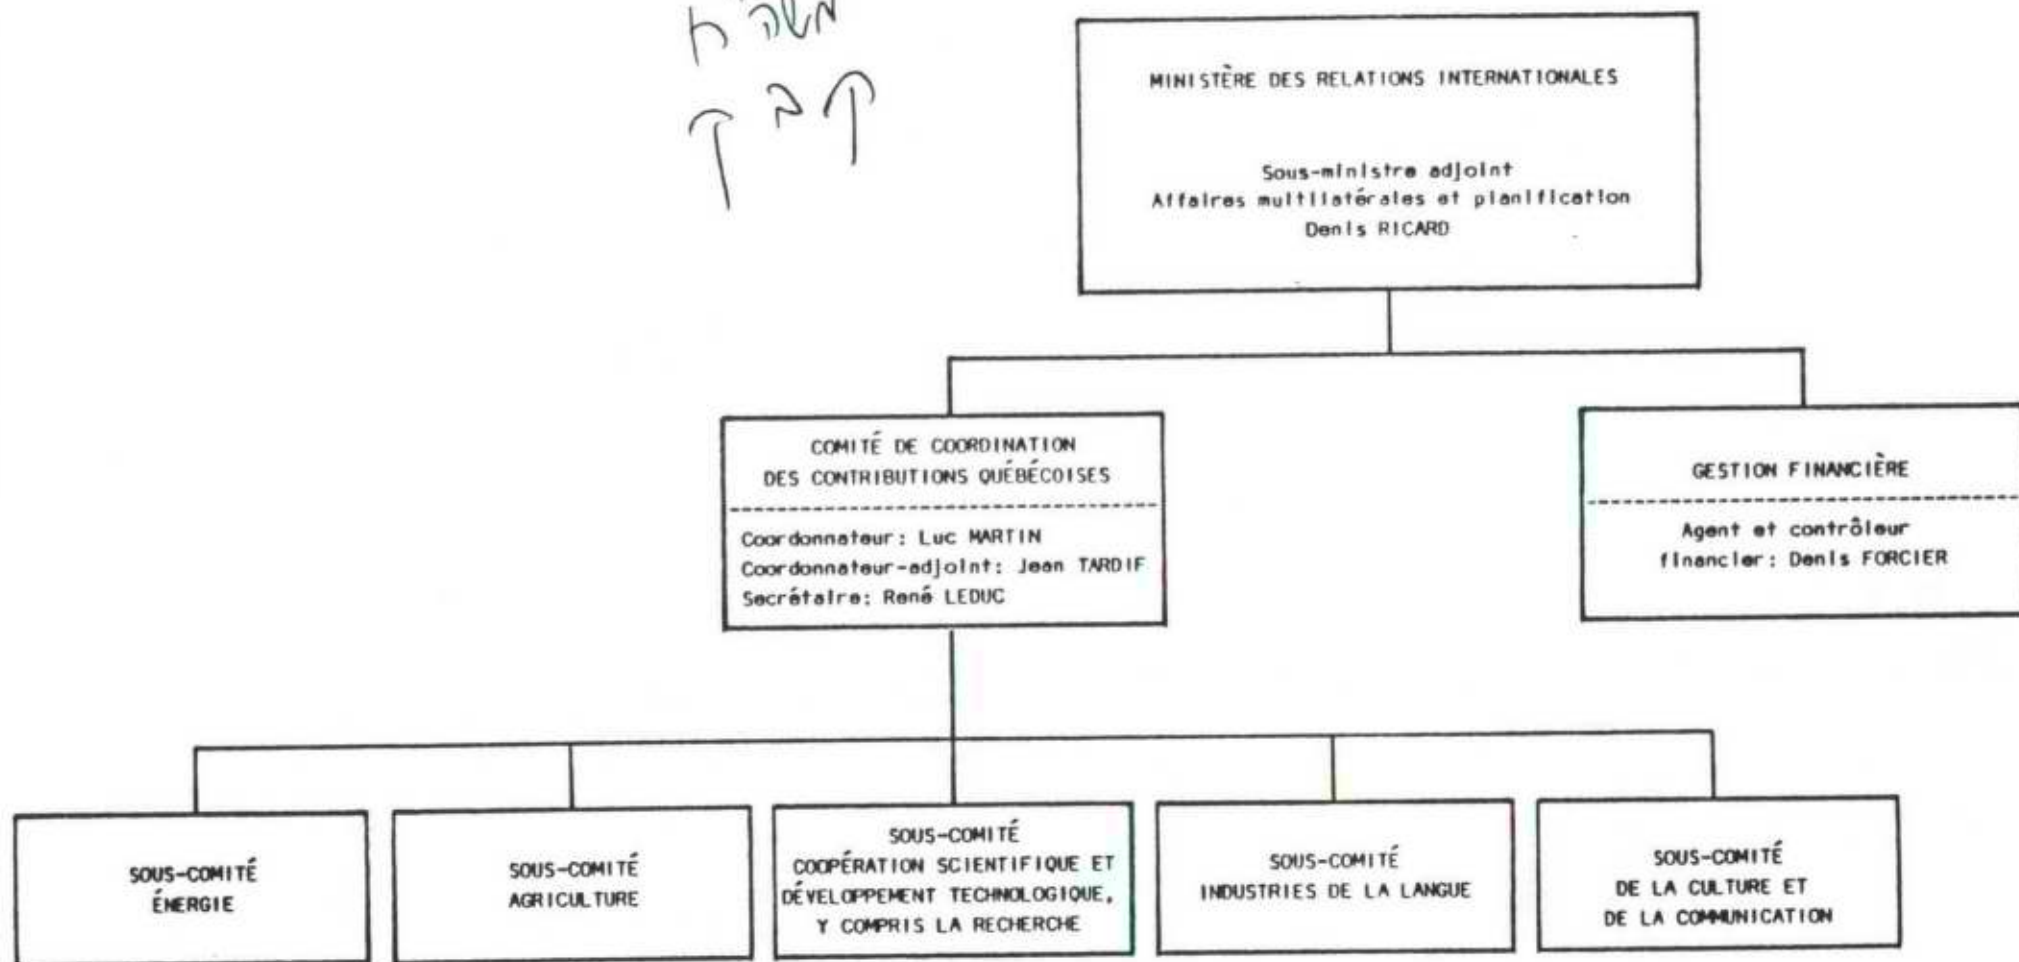 MINISTÈRE DES RELATIONS INTERNATIONALES
Sous-ministre adjoint
Affaires multilatérales et planification
Denis RICARD
COMITÉ DE COORDINATION
DES CONTRIBUTIONS QUÉBÉCOISES
Coordonnateur: Luc MARTIN
Coordonnateur-adjoint: Jean TARDIF
Secrétaire: René LEDUC
GESTION FINANCIÈRE
Agent et contrôleur
financier: Denis FORCIER
SOUS-COMITÉ
ÉNERGIE
SOUS-COMITÉ
AGRICULTURE
SOUS-COMITÉ
COOPÉRATION SCIENTIFIQUE ET
DÉVELOPPEMENT TECHNOLOGIQUE,
Y COMPRIS LA RECHERCHE
SOUS-COMITÉ
INDUSTRIES DE LA LANGUE
SOUS-COMITÉ
DE LA CULTURE ET
DE LA COMMUNICATION